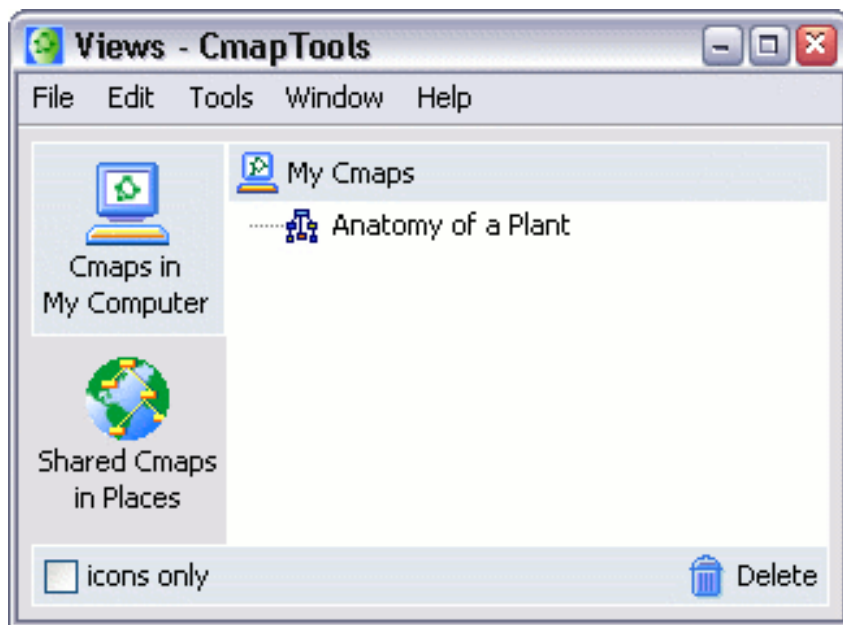 Views - CmapTools
File Edit Tools Window Help
Cmaps in
My Computer
Shared Cmaps
in Places
My Cmaps
Anatomy of a Plant
icons only
Delete